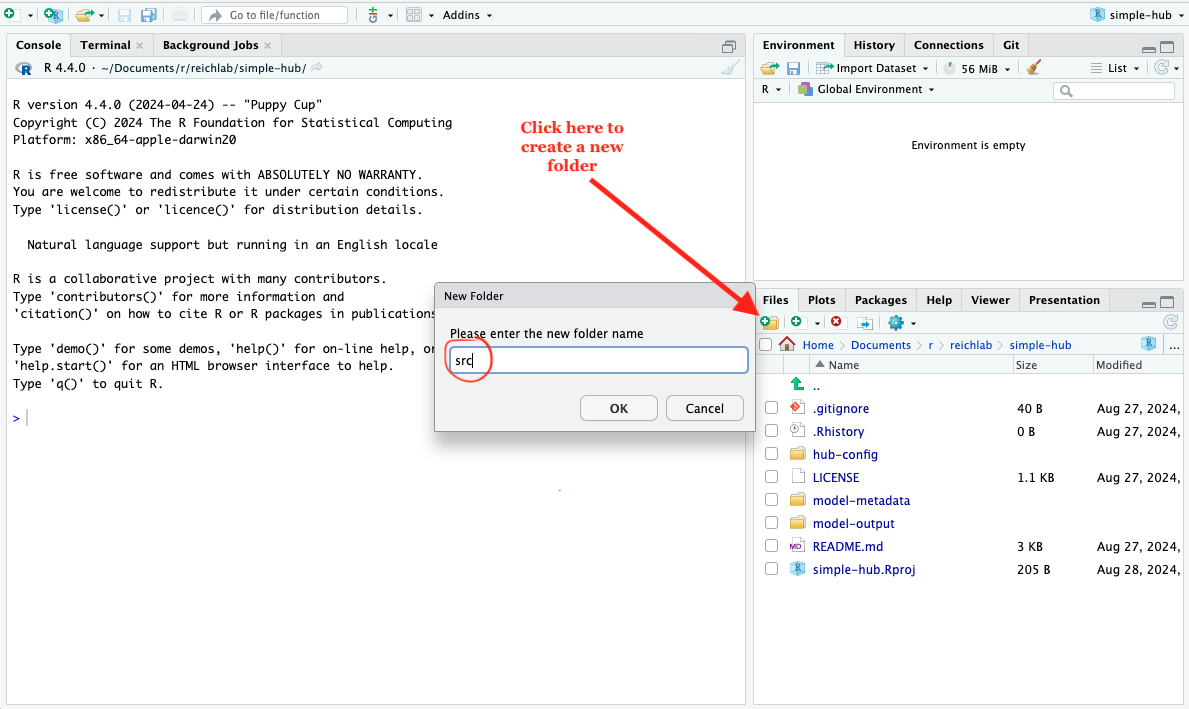 Go to file/function
Addins
simple-hub
Console
Terminal
Background Jobs
R 4.4.0 · ~/Documents/r/reichlab/simple-hub/
R version 4.4.0 (2024-04-24) -- "Puppy Cup"
Copyright (C) 2024 The R Foundation for Statistical Computing
Platform: x86_64-apple-darwin20
R is free software and comes with ABSOLUTELY NO WARRANTY.
You are welcome to redistribute it under certain conditions.
Type 'license()' or 'licence()' for distribution details.
Natural language support but running in an English locale
R is a collaborative project with many contributors.
Type 'contributors()' for more information and
'citation()' on how to cite R or R packages in publications
Type 'demo()' for some demos, 'help()' for on-line help, or
'help.start()' for an HTML browser interface to help.
Type 'q()' to quit R.
>
Click here to
create a new
folder
New Folder
Please enter the new folder name
src
OK
Cancel
Environment
History
Connections
Git
Import Dataset
56 MiB
List
R
Global Environment
Environment is empty
Files
Plots
Packages
Help
Viewer
Presentation
Home > Documents > r > reichlab > simple-hub
...
Name Size Modified
..
.gitignore 40 B Aug 27, 2024,
.Rhistory 0 B Aug 27, 2024,
hub-config
LICENSE 1.1 KB Aug 27, 2024,
model-metadata
model-output
README.md 3 KB Aug 27, 2024,
simple-hub.Rproj 205 B Aug 28, 2024,